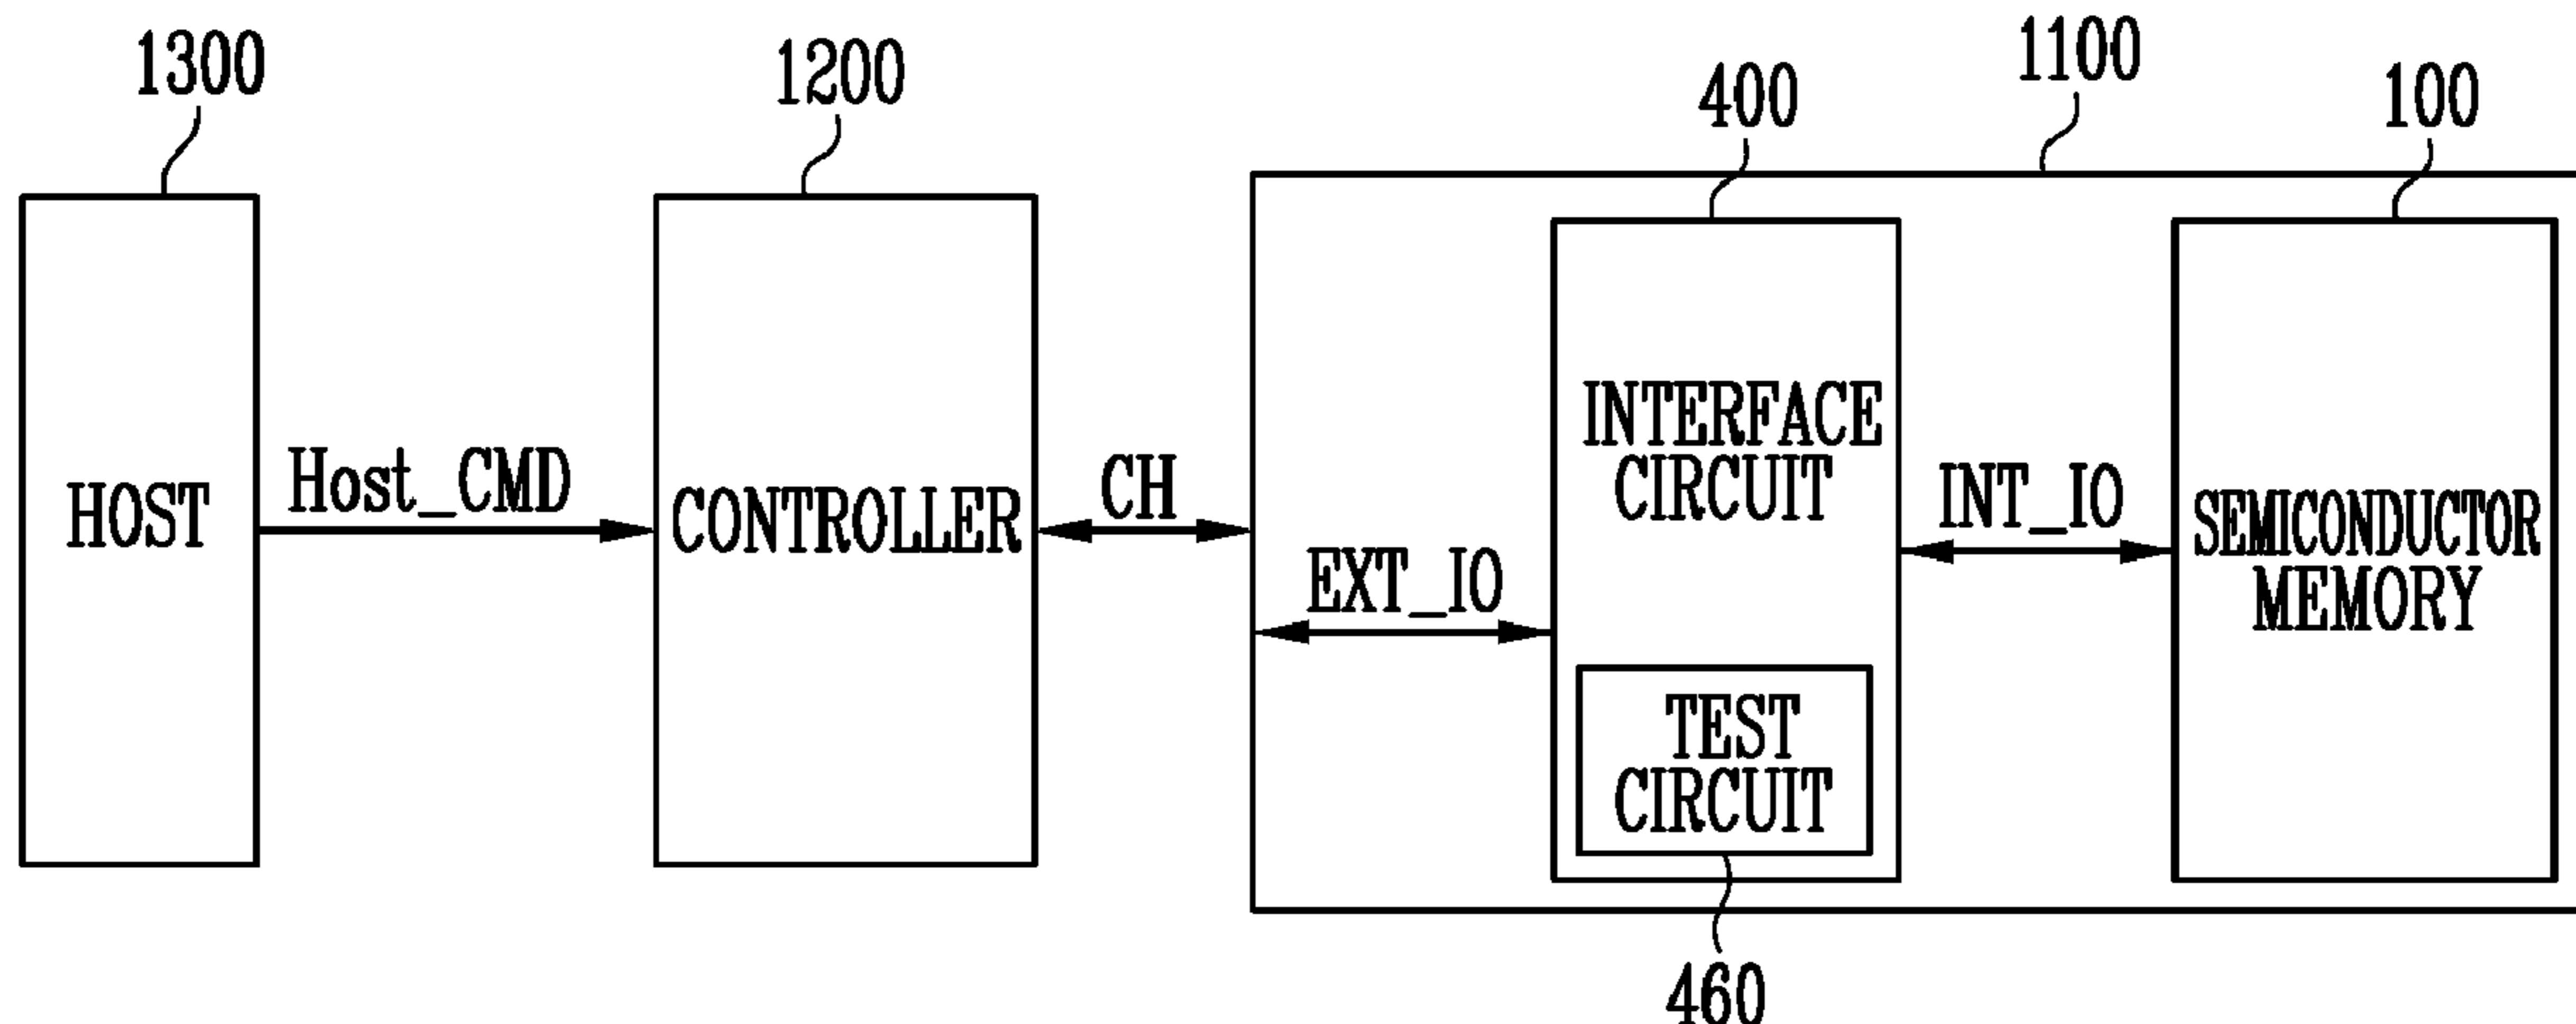 1300
1200
400
1100
100
HOST
Host_CMD
CONTROLLER
CH
EXT_IO
INTERFACE
CIRCUIT
TEST
CIRCUIT
INT_IO
SEMICONDUCTOR
MEMORY
460